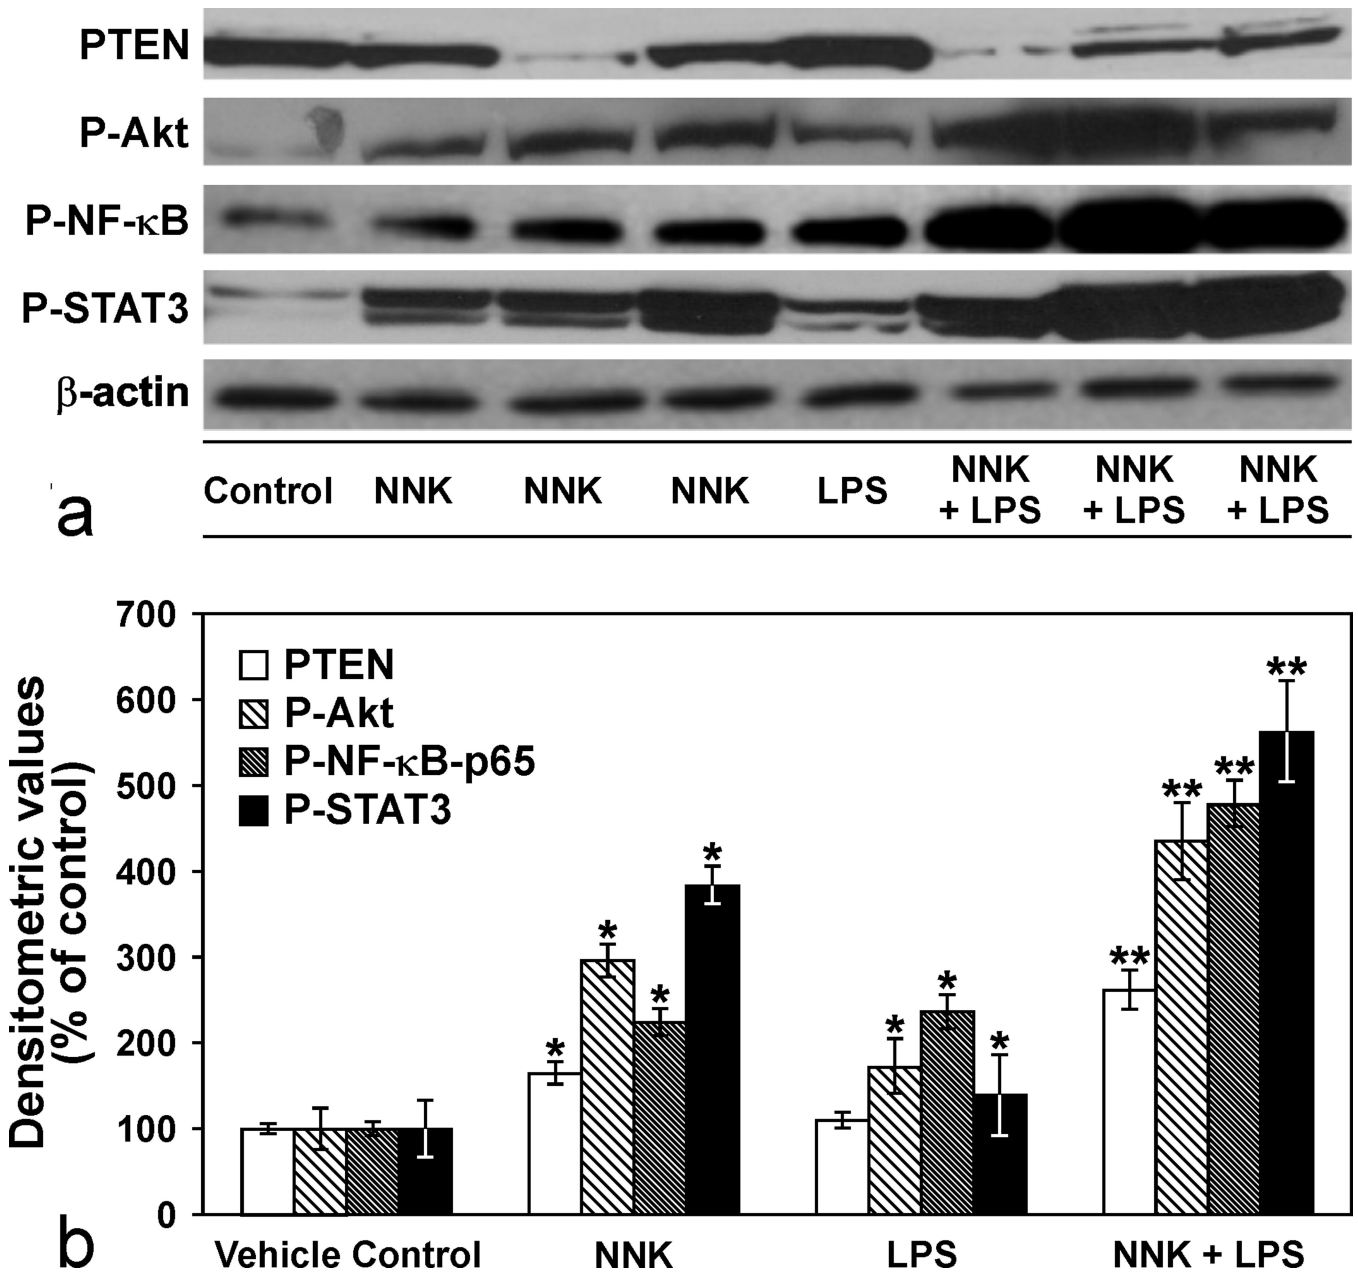 PTEN
P-Akt
P-NF-κB
P-STAT3
β-actin
Control NNK NNK NNK LPS NNK + LPS NNK + LPS NNK + LPS
a
700
600
500
400
300
200
100
0
Densitometric values
(% of control)
PTEN
P-Akt
P-NF-κB-p65
P-STAT3
* * * *
* * *
** ** ** **
Vehicle Control NNK LPS NNK + LPS
b